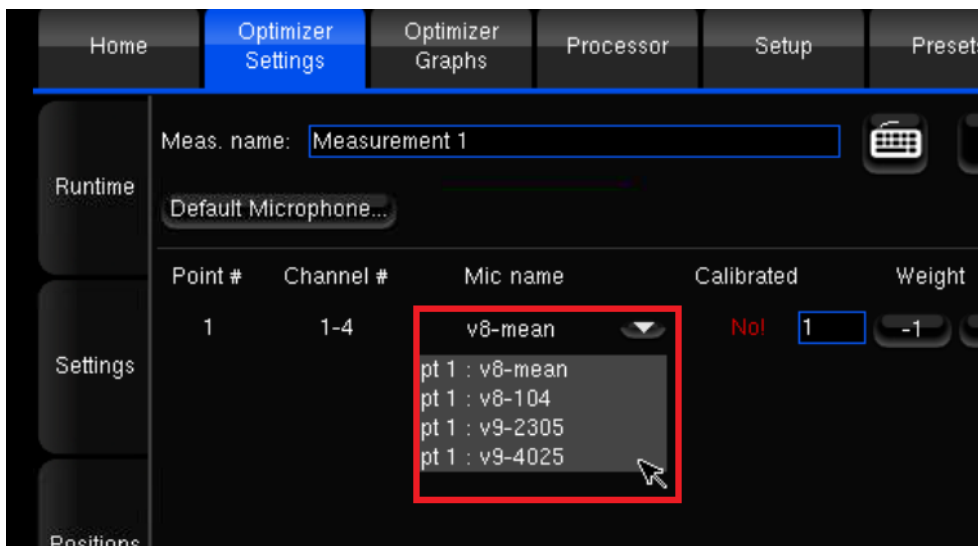 Home
Optimizer
Settings
Optimizer
Graphs
Processor
Setup
Presets
Meas. name:
Measurement 1
Runtime
Default Microphone...
Point #
Channel #
Mic name
Calibrated
Weight
1
1-4
v8-mean
No!
1
-1
Settings
pt 1 : v8-mean
pt 1 : v8-104
pt 1 : v9-2305
pt 1 : v9-4025
Positions